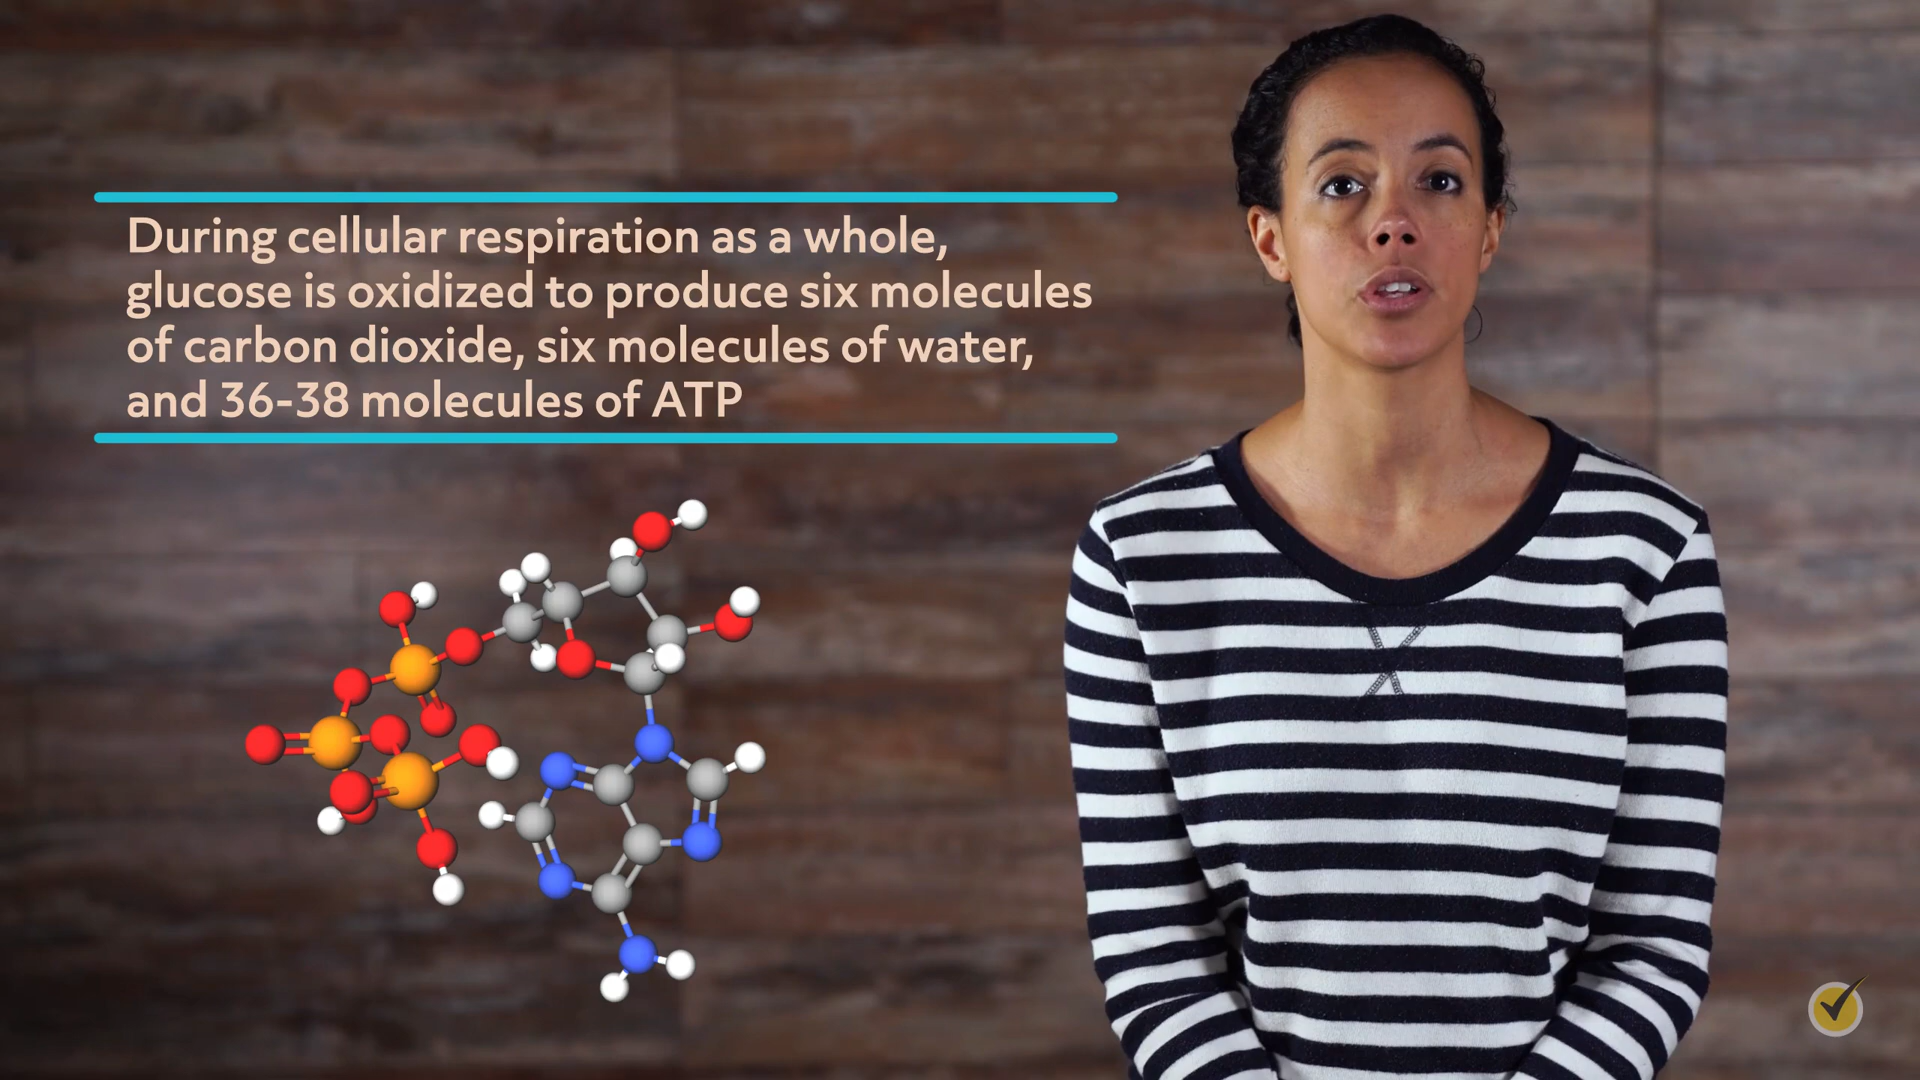 During cellular respiration as a whole,
glucose is oxidized to produce six molecules
of carbon dioxide, six molecules of water,
and 36-38 molecules of ATP